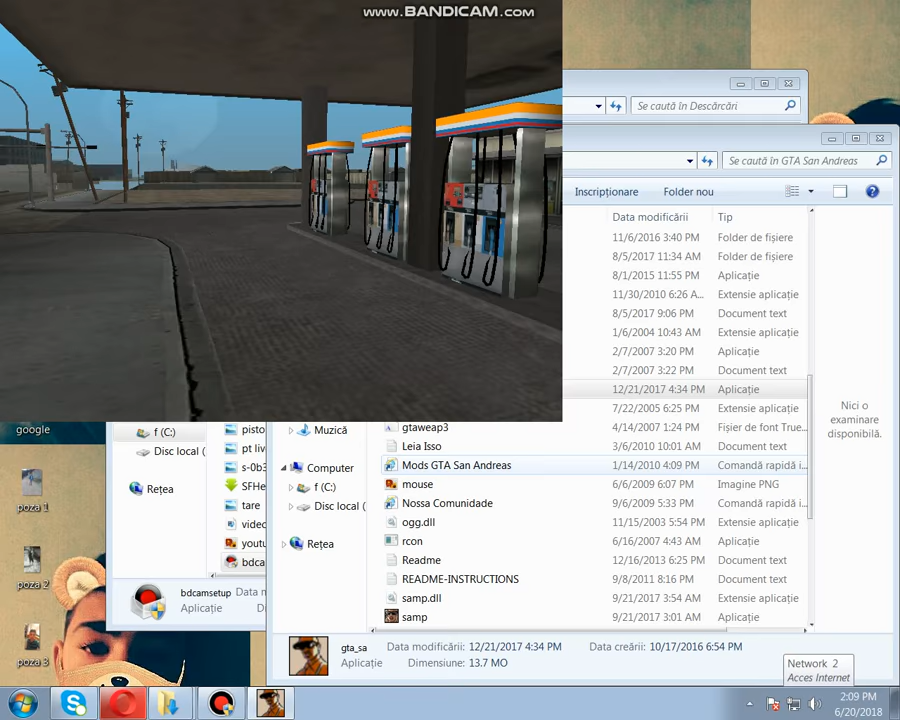 www.BANDICAM.com
Se caută în Descărcări
Se caută în GTA San Andreas
Inscripționare Folder nou
Data modificării Tip
11/6/2016 3:40 PM Folder de fișiere
8/5/2017 11:34 AM Folder de fișiere
8/1/2015 11:55 PM Aplicație
11/30/2010 6:26 A... Extensie aplicație
8/5/2017 9:06 PM Document text
1/6/2004 10:43 AM Extensie aplicație
2/7/2007 3:20 PM Aplicație
2/7/2007 3:22 PM Document text
12/21/2017 4:34 PM Aplicație
7/22/2005 6:25 PM Extensie aplicație
gtaweap3 4/14/2007 1:24 PM Fișier de font True...
Leia Isso 3/6/2010 10:01 AM Document text
Mods GTA San Andreas 1/14/2010 4:09 PM Comandă rapidă i...
mouse 6/6/2009 6:07 PM Imagine PNG
Nossa Comunidade 9/6/2009 5:33 PM Comandă rapidă i...
ogg.dll 11/15/2003 5:54 PM Extensie aplicație
rcon 6/16/2007 4:43 AM Aplicație
Readme 12/16/2013 6:25 PM Document text
README-INSTRUCTIONS 9/8/2011 8:16 PM Document text
samp.dll 9/21/2017 3:54 AM Extensie aplicație
samp 9/21/2017 3:01 AM Aplicație
Nici o
examinare
disponibilă.
Muzică
Computer
f (C:)
Disc local (
Rețea
f (C:)
Disc local (
Rețea
pisto
pt liv
s-0b3
SFHe
tare
video
youtu
bdca
bdcamsetup Data m
Aplicație Di
gta_sa Data modificării: 12/21/2017 4:34 PM Data creării: 10/17/2016 6:54 PM
Aplicație Dimensiune: 13.7 MO
google
poza 1
poza 2
poza 3
Network 2
Acces Internet
2:09 PM
6/20/2018